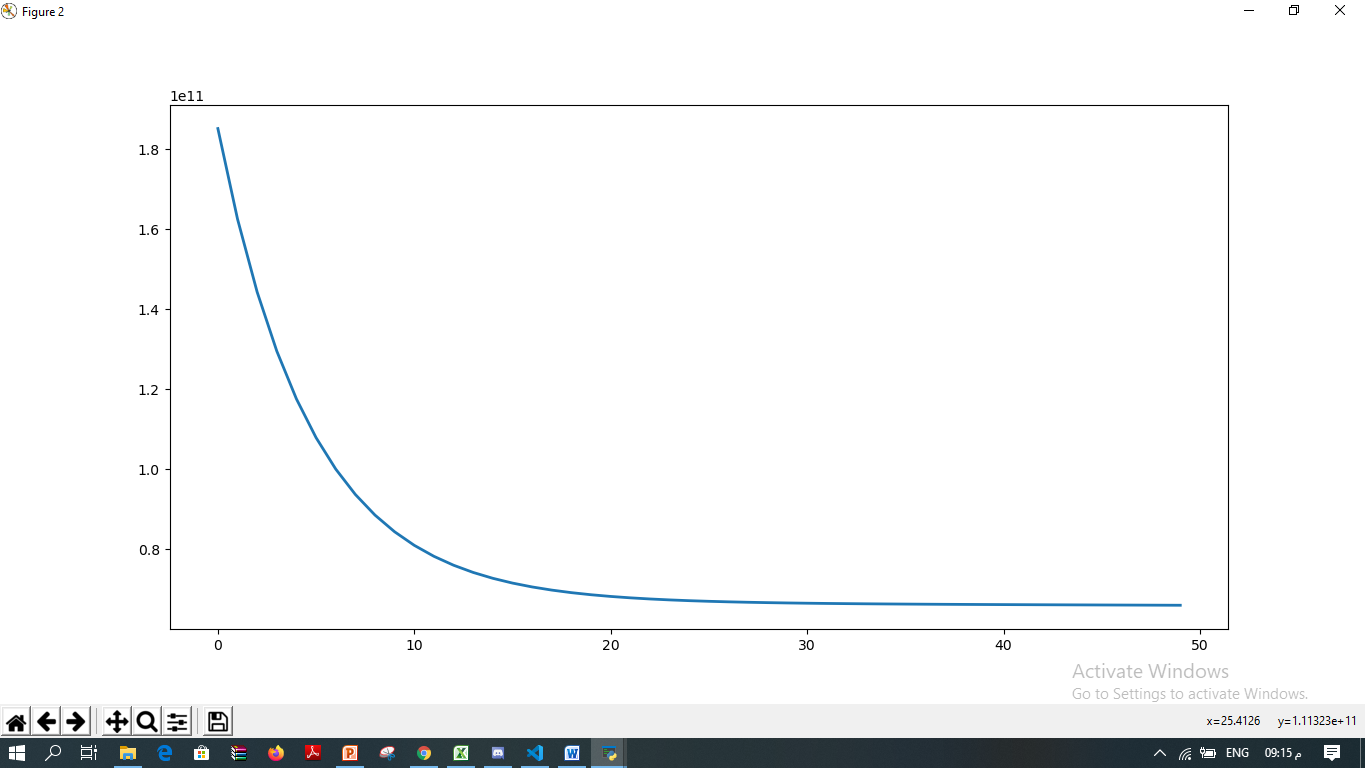 Figure 2
1e11
1.8
1.6
1.4
1.2
1.0
0.8
0 10 20 30 40 50
Activate Windows
Go to Settings to activate Windows.
x=25.4126 y=1.11323e+11
ENG 09:15 م